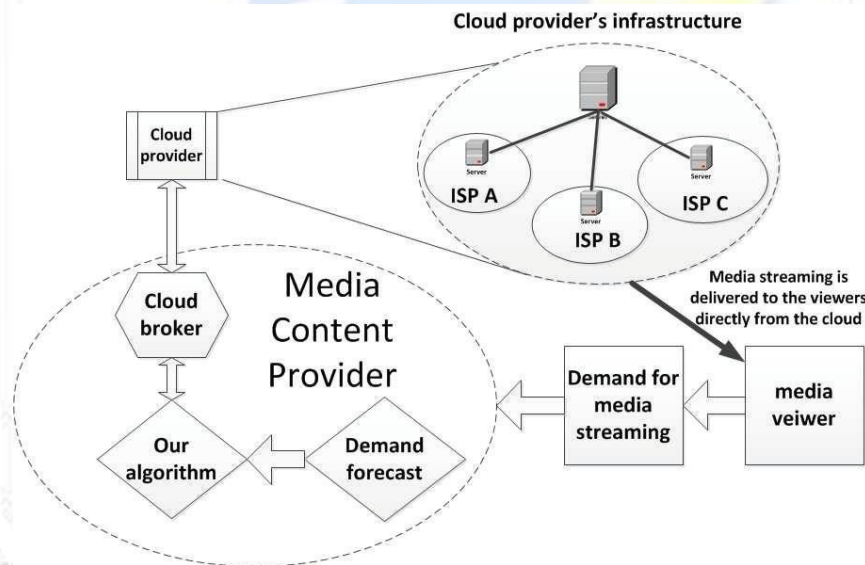 Cloud provider's infrastructure
Cloud
provider
Server
ISP A
Server
ISP B
Server
ISP C
Media streaming is
delivered to the viewers
directly from the cloud
Cloud
broker
Media
Content
Provider
Our
algorithm
Demand
forecast
Demand for
media
streaming
media
veiwer